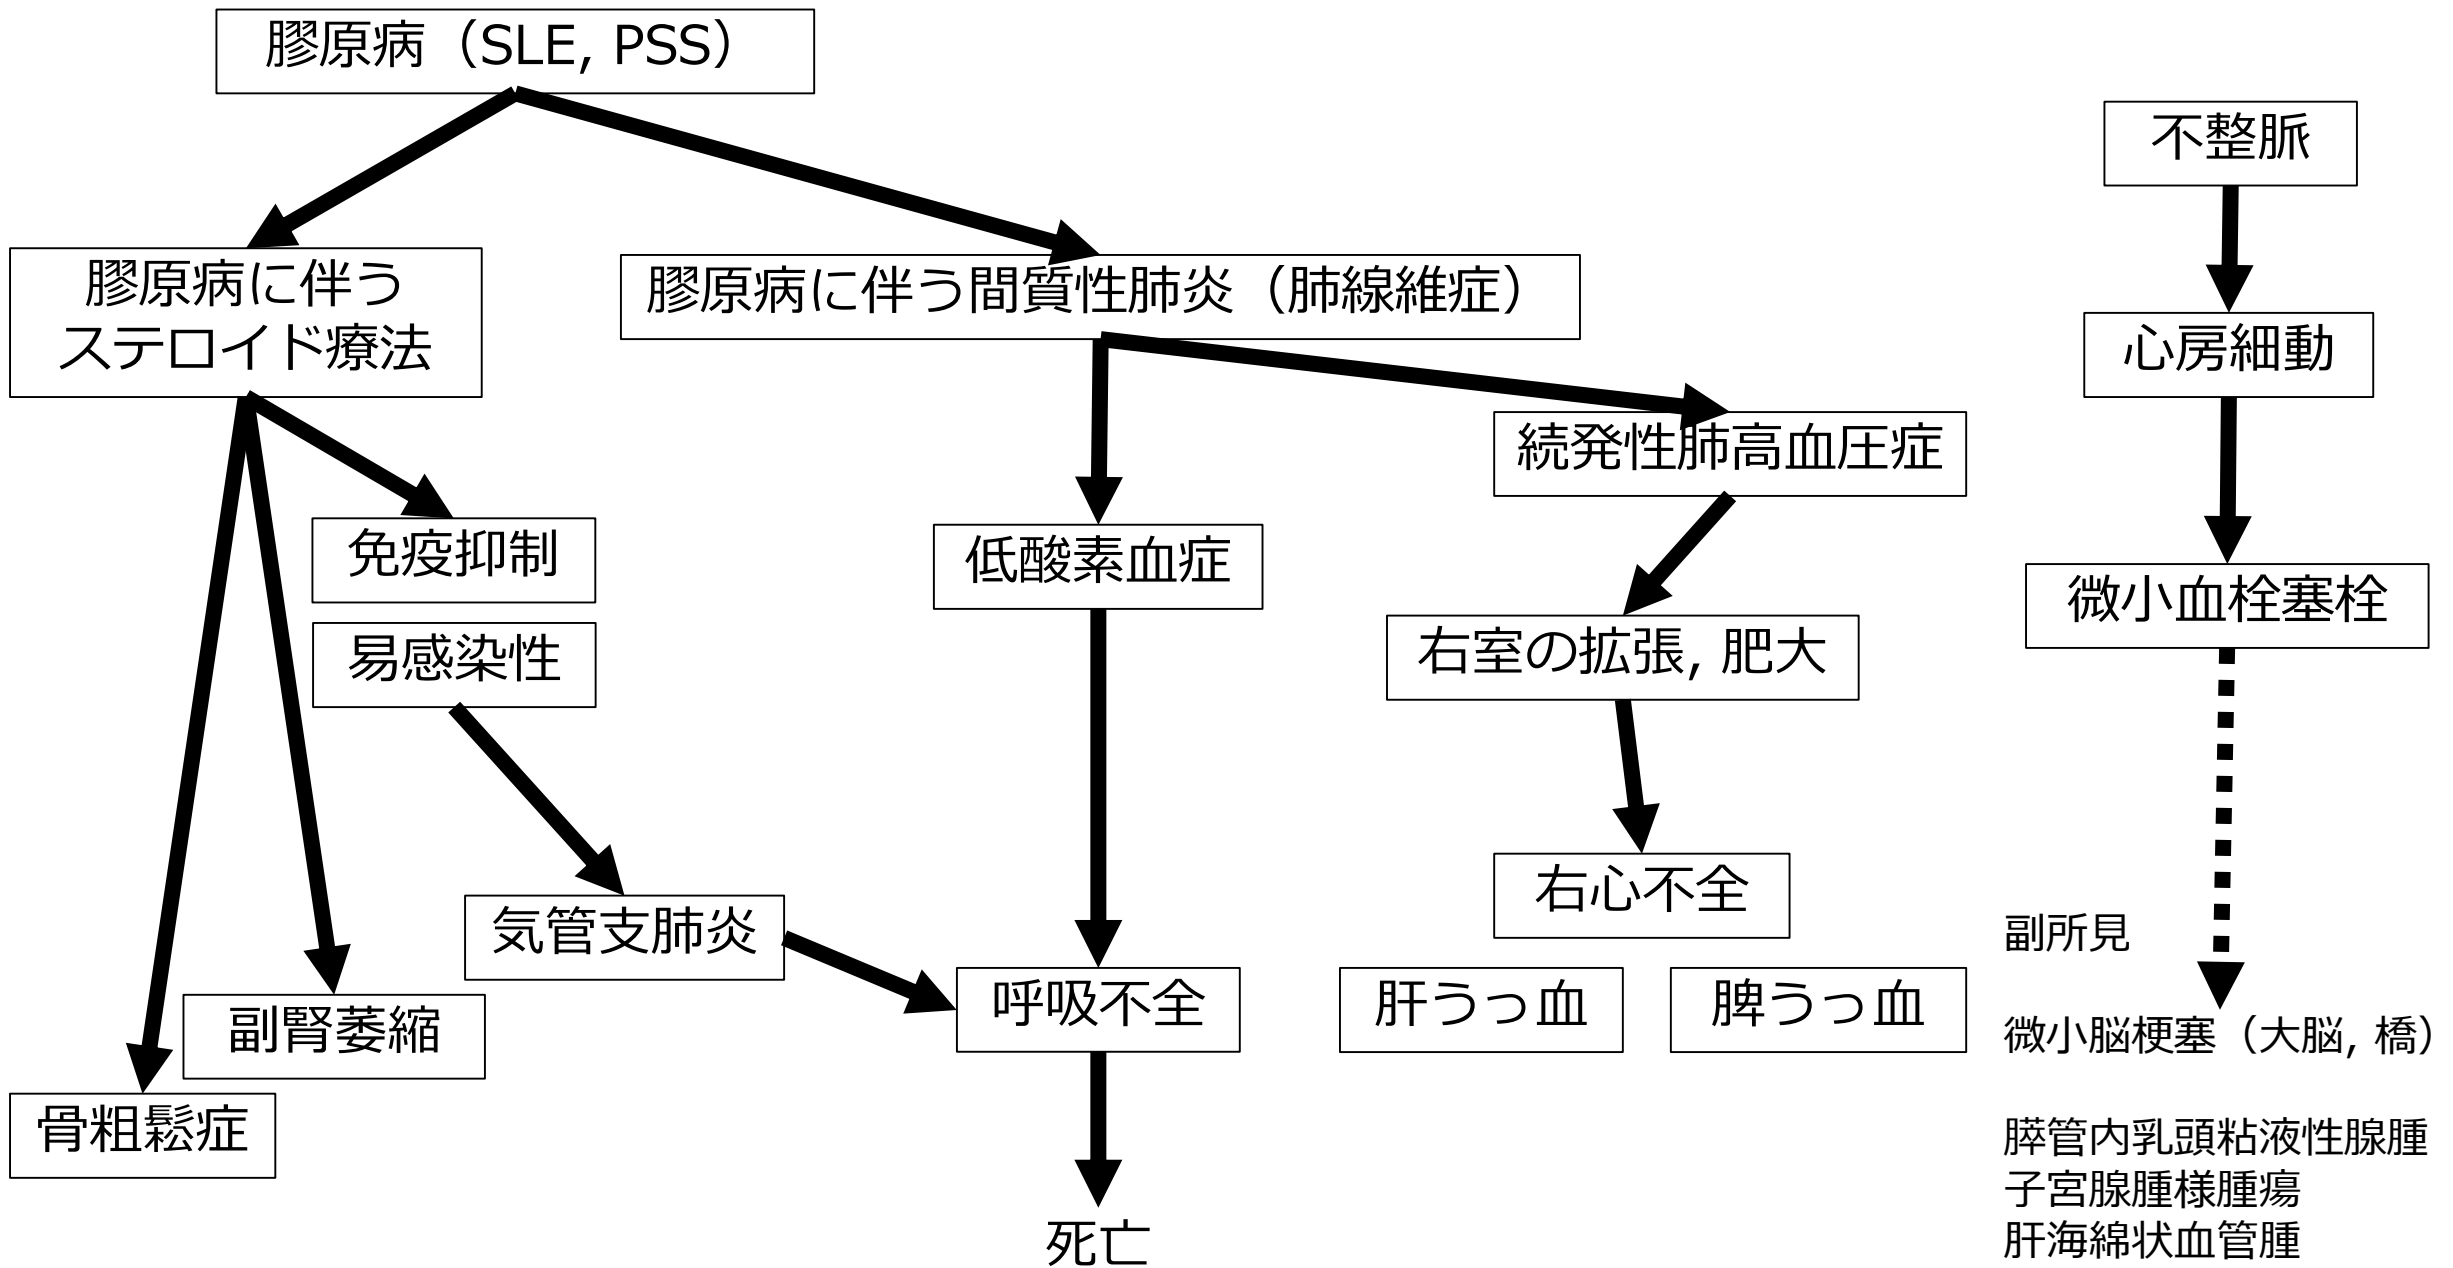 膠原病（SLE, PSS）
不整脈
膠原病に伴う
ステロイド療法
膠原病に伴う間質性肺炎（肺線維症）
心房細動
続発性肺高血圧症
免疫抑制
低酸素血症
微小血栓塞栓
易感染性
右室の拡張, 肥大
気管支肺炎
右心不全
副所見
呼吸不全
肝うっ血
脾うっ血
副腎萎縮
微小脳梗塞（大脳, 橋）
骨粗鬆症
膵管内乳頭粘液性腺腫
子宮腺腫様腫瘍
肝海綿状血管腫
死亡